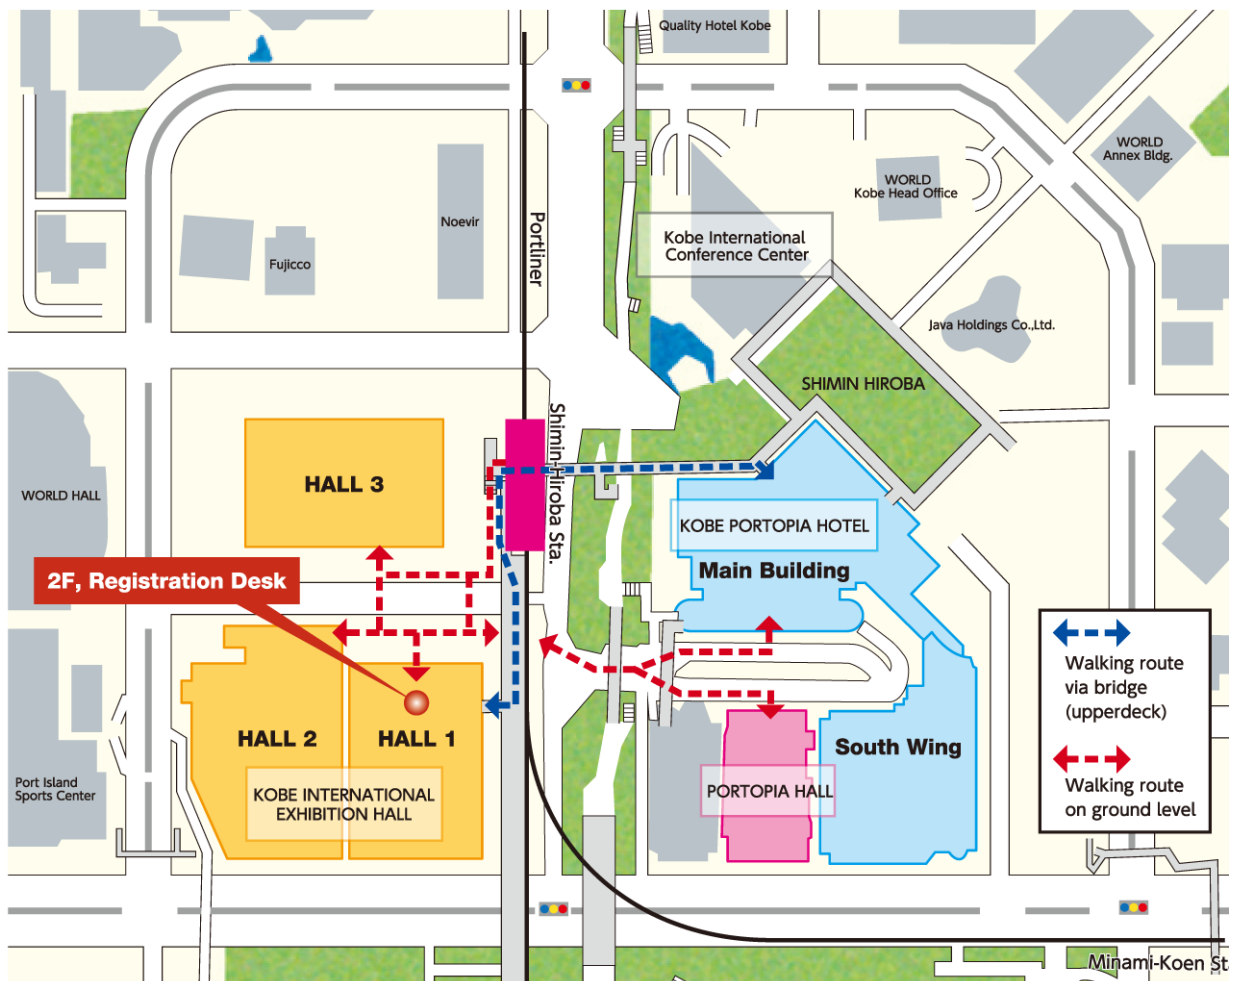 Quality Hotel Kobe
WORLD
Annex Bldg.
WORLD
Kobe Head Office
Noevir
Portliner
Kobe International
Conference Center
Fujicco
Java Holdings Co.,Ltd.
SHIMIN HIROBA
Shimin-Hiroba Sta.
HALL 3
WORLD HALL
KOBE PORTOPIA HOTEL
Main Building
2F, Registration Desk
Walking route
via bridge
(upperdeck)
Walking route
on ground level
HALL 2
HALL 1
South Wing
Port Island
Sports Center
KOBE INTERNATIONAL
EXHIBITION HALL
PORTOPIA HALL
Minami-Koen St